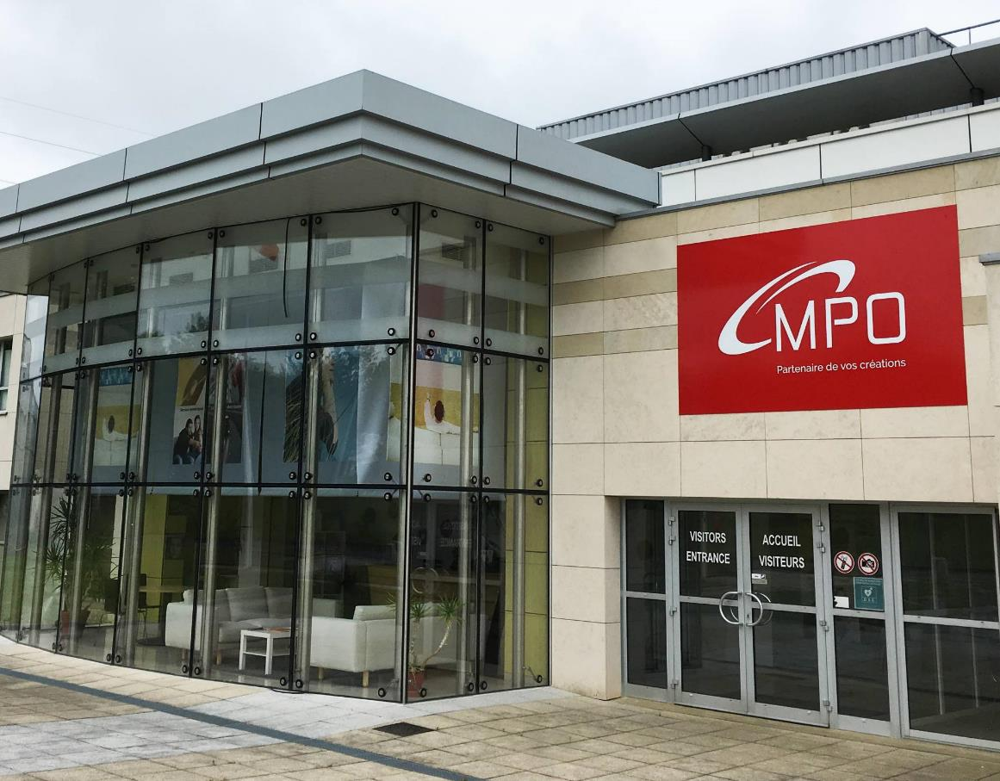 MPO
Partenaire de vos créations
VISITORS
ENTRANCE
ACCUEIL
VISITEURS